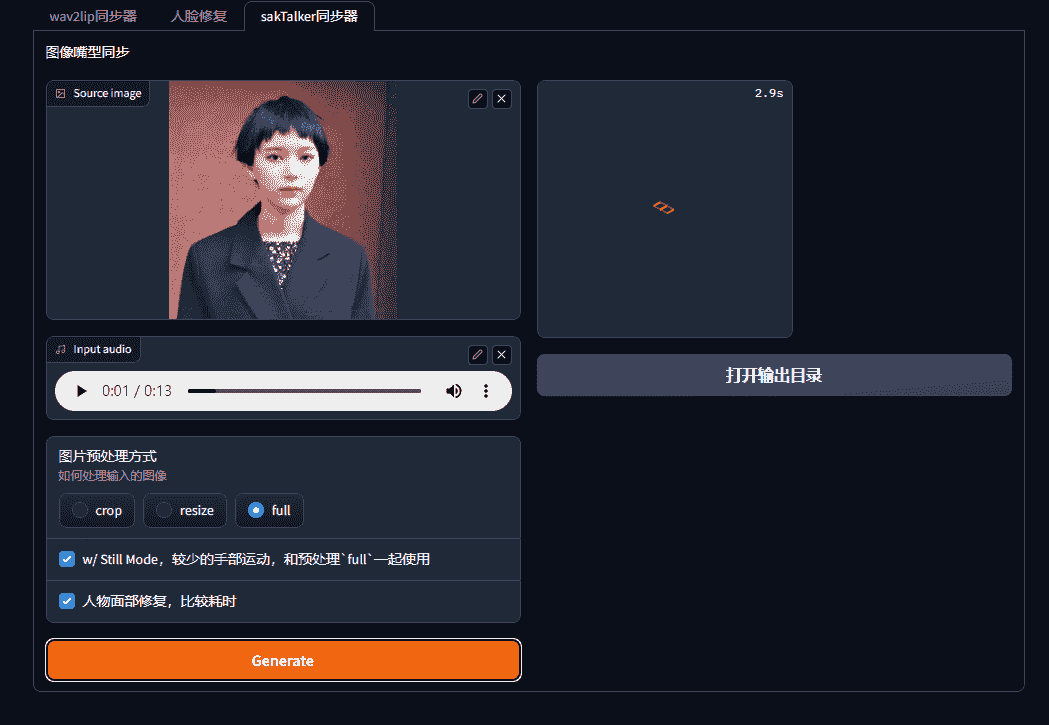 wav2lip同步器
人脸修复
sakTalker同步器
图像嘴型同步
Source image
2.9s
Input audio
0:01 / 0:13
打开输出目录
图片预处理方式
如何处理输入的图像
crop
resize
full
w/ Still Mode，较少的手部运动，和预处理`full`一起使用
人物面部修复，比较耗时
Generate